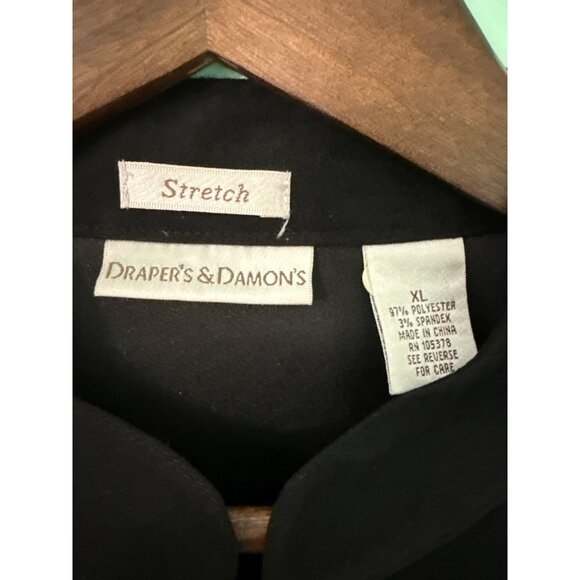 Stretch
DRAPER'S & DAMON'S
XL
97% POLYESTER
3% SPANDEX
MADE IN CHINA
RN 105378
SEE REVERSE
FOR CARE